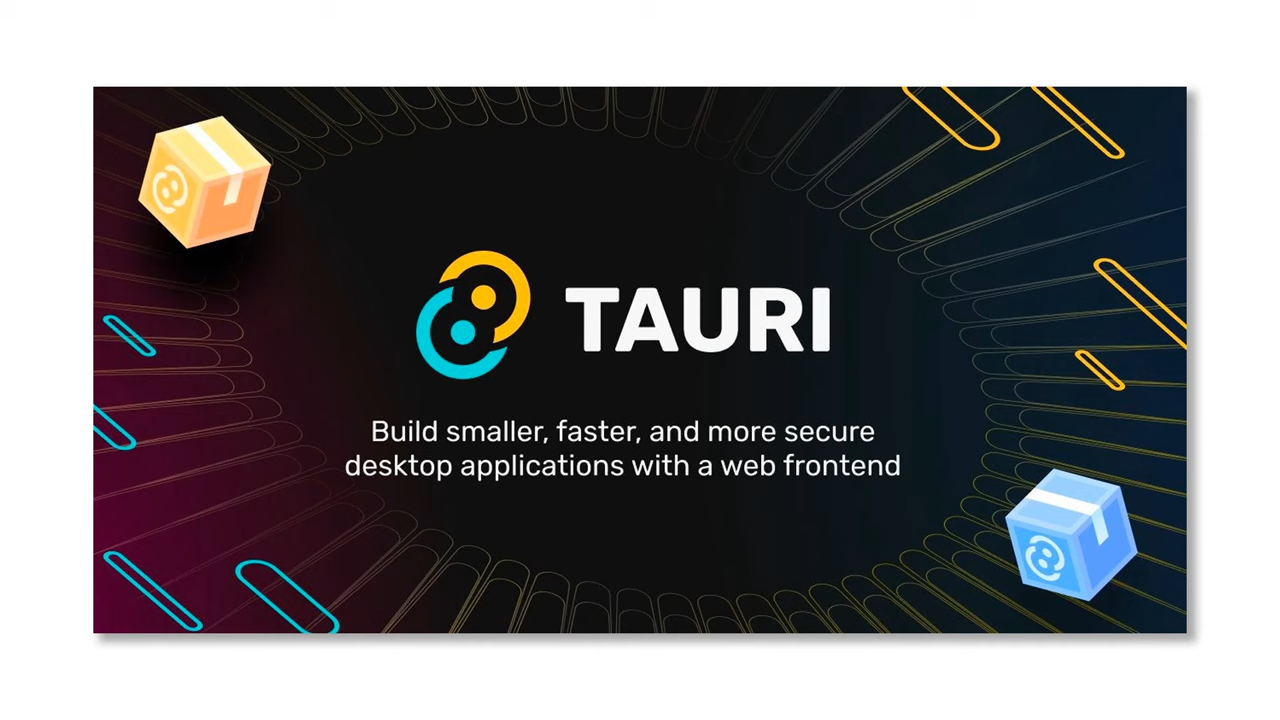 TAURI
Build smaller, faster, and more secure
desktop applications with a web frontend